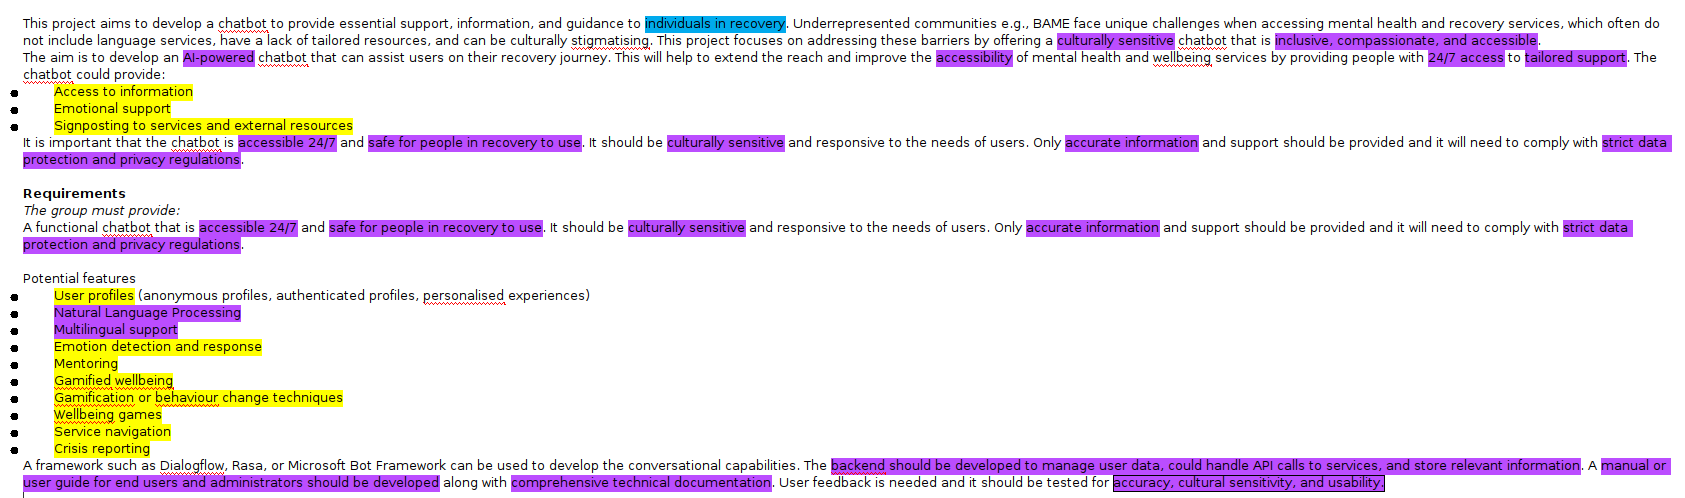 This project aims to develop a chatbot to provide essential support, information, and guidance to individuals in recovery. Underrepresented communities e.g., BAME face unique challenges when accessing mental health and recovery services, which often do
not include language services, have a lack of tailored resources, and can be culturally stigmatising. This project focuses on addressing these barriers by offering a culturally sensitive chatbot that is inclusive, compassionate, and accessible.
The aim is to develop an AI-powered chatbot that can assist users on their recovery journey. This will help to extend the reach and improve the accessibility of mental health and wellbeing services by providing people with 24/7 access to tailored support. The
chatbot could provide:
● Access to information
● Emotional support
● Signposting to services and external resources
It is important that the chatbot is accessible 24/7 and safe for people in recovery to use. It should be culturally sensitive and responsive to the needs of users. Only accurate information and support should be provided and it will need to comply with strict data
protection and privacy regulations.
Requirements
The group must provide:
A functional chatbot that is accessible 24/7 and safe for people in recovery to use. It should be culturally sensitive and responsive to the needs of users. Only accurate information and support should be provided and it will need to comply with strict data
protection and privacy regulations.
Potential features
● User profiles (anonymous profiles, authenticated profiles, personalised experiences)
● Natural Language Processing
● Multilingual support
● Emotion detection and response
● Mentoring
● Gamified wellbeing
● Gamification or behaviour change techniques
● Wellbeing games
● Service navigation
● Crisis reporting
A framework such as Dialogflow, Rasa, or Microsoft Bot Framework can be used to develop the conversational capabilities. The backend should be developed to manage user data, could handle API calls to services, and store relevant information. A manual or
user guide for end users and administrators should be developed along with comprehensive technical documentation. User feedback is needed and it should be tested for accuracy, cultural sensitivity, and usability.